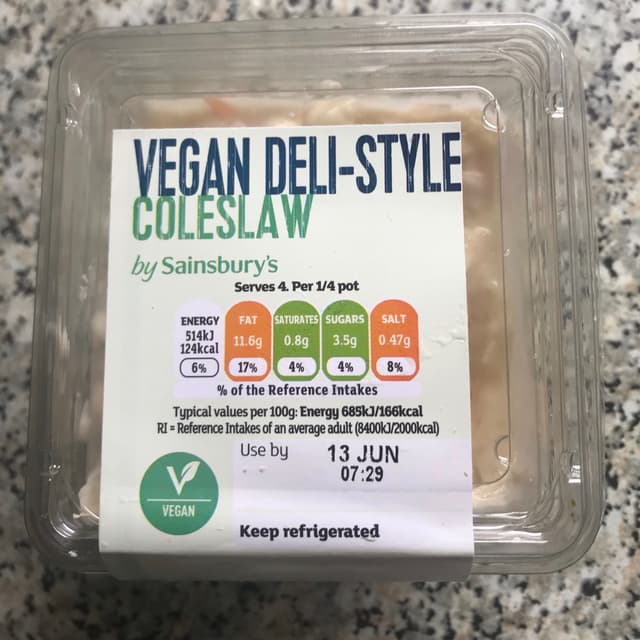 VEGAN DELI-STYLE
COLESLAW
by Sainsbury's
Serves 4. Per 1/4 pot
ENERGY FAT SATURATES SUGARS SALT
514kJ
124kcal 11.6g 0.8g 3.5g 0.47g
6% 17% 4% 4% 8%
% of the Reference Intakes
Typical values per 100g: Energy 685kJ/166kcal
RI = Reference Intakes of an average adult (8400kJ/2000kcal)
Use by 13 JUN
07:29
V
VEGAN
Keep refrigerated